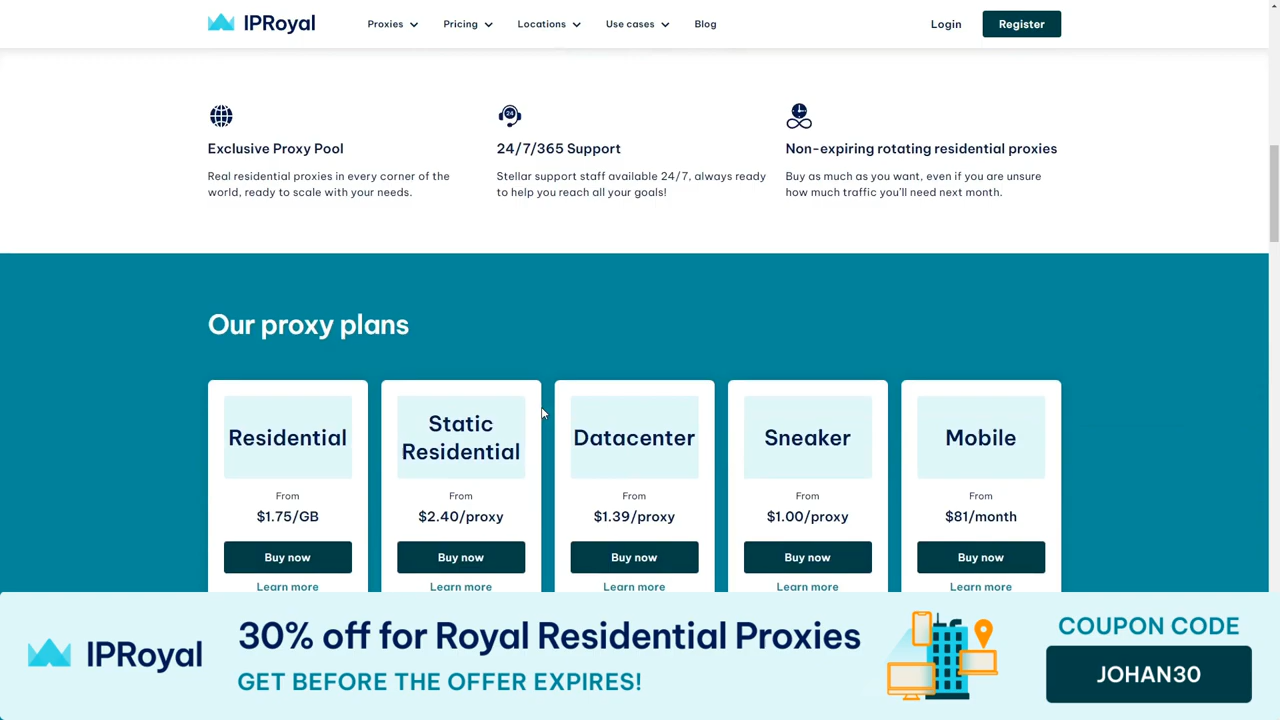 IPRoyal
Proxies
Pricing
Locations
Use cases
Blog
Login
Register
24
Exclusive Proxy Pool
Real residential proxies in every corner of the
world, ready to scale with your needs.
24/7/365 Support
Stellar support staff available 24/7, always ready
to help you reach all your goals!
Non-expiring rotating residential proxies
Buy as much as you want, even if you are unsure
how much traffic you'll need next month.
Our proxy plans
Residential
From
$1.75/GB
Buy now
Learn more
Static
Residential
From
$2.40/proxy
Buy now
Learn more
Datacenter
From
$1.39/proxy
Buy now
Learn more
Sneaker
From
$1.00/proxy
Buy now
Learn more
Mobile
From
$81/month
Buy now
Learn more
IPRoyal
30% off for Royal Residential Proxies
GET BEFORE THE OFFER EXPIRES!
COUPON CODE
JOHAN30